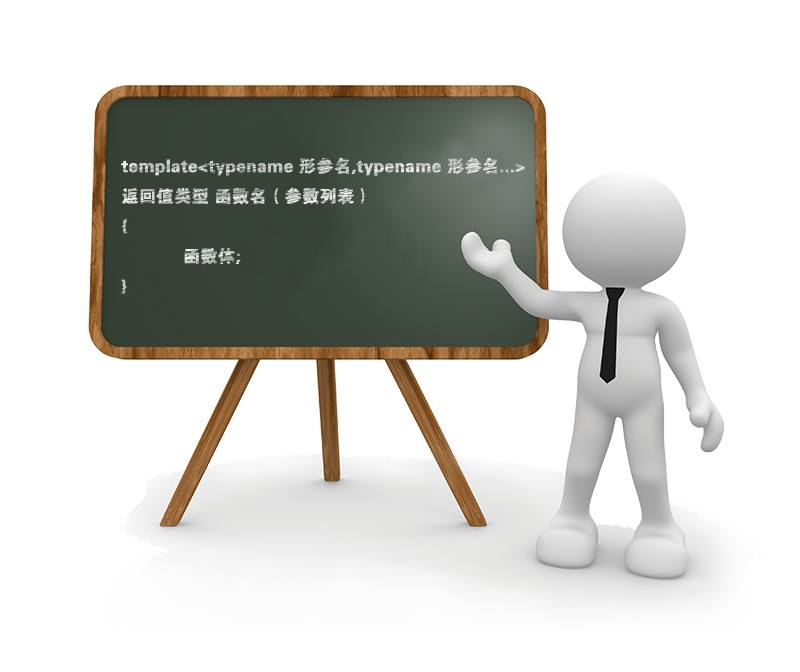 template<typename 形参名,typename 形参名...>
返回值类型 函数名（参数列表）
{
函数体;
}